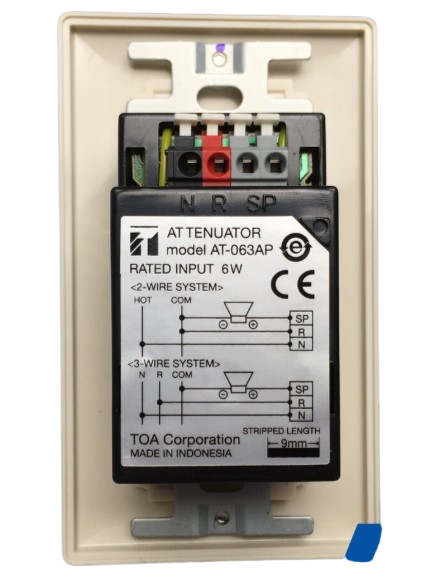 N R SP
ATTENUATOR
model AT-063AP
RATED INPUT 6W
<2-WIRE SYSTEM>
HOT COM
SP
R
N
<3-WIRE SYSTEM>
N R COM
SP
R
N
STRIPPED LENGTH
9mm
TOA Corporation
MADE IN INDONESIA
e
CE